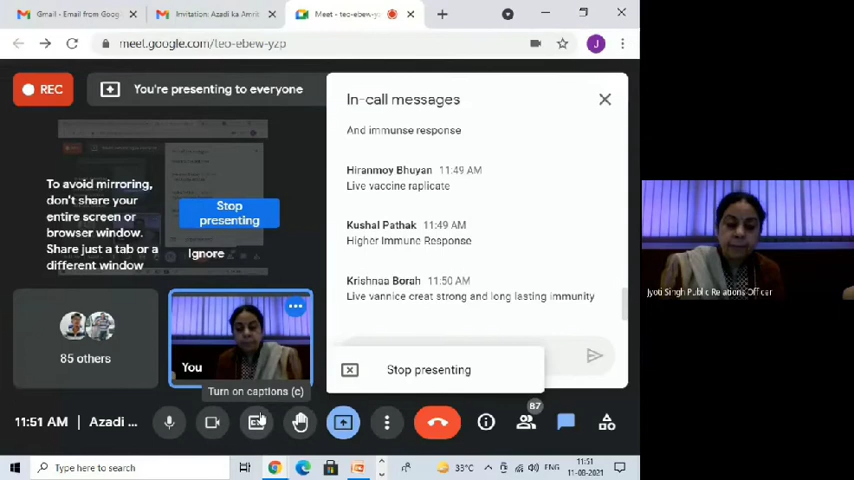 Gmail - Email from Goog
Invitation: Azadi ka Amrit
Meet - teo-ebew-yz
meet.google.com/teo-ebew-yzp
J
REC
You're presenting to everyone
In-call messages
And immunse response
Hiranmoy Bhuyan 11:49 AM
Live vaccine raplicate
Kushal Pathak 11:49 AM
Higher Immune Response
Krishnaa Borah 11:50 AM
Live vannice creat strong and long lasting immunity
To avoid mirroring,
don't share your
entire screen or
browser window.
Share just a tab or a
different window
Stop
presenting
Ignore
85 others
You
Turn on captions (c)
Stop presenting
Jyoti Singh Public Relations Officer
11:51 AM
Azadi ...
87
Type here to search
33°C
ENG
11:51
11-08-2021